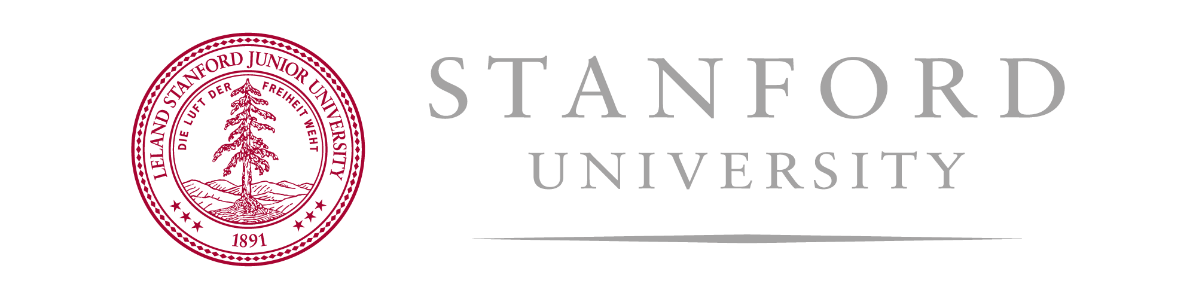 LELAND STANFORD JUNIOR UNIVERSITY
DIE LUFT DER FREIHEIT WEHT
1891
STANFORD
UNIVERSITY